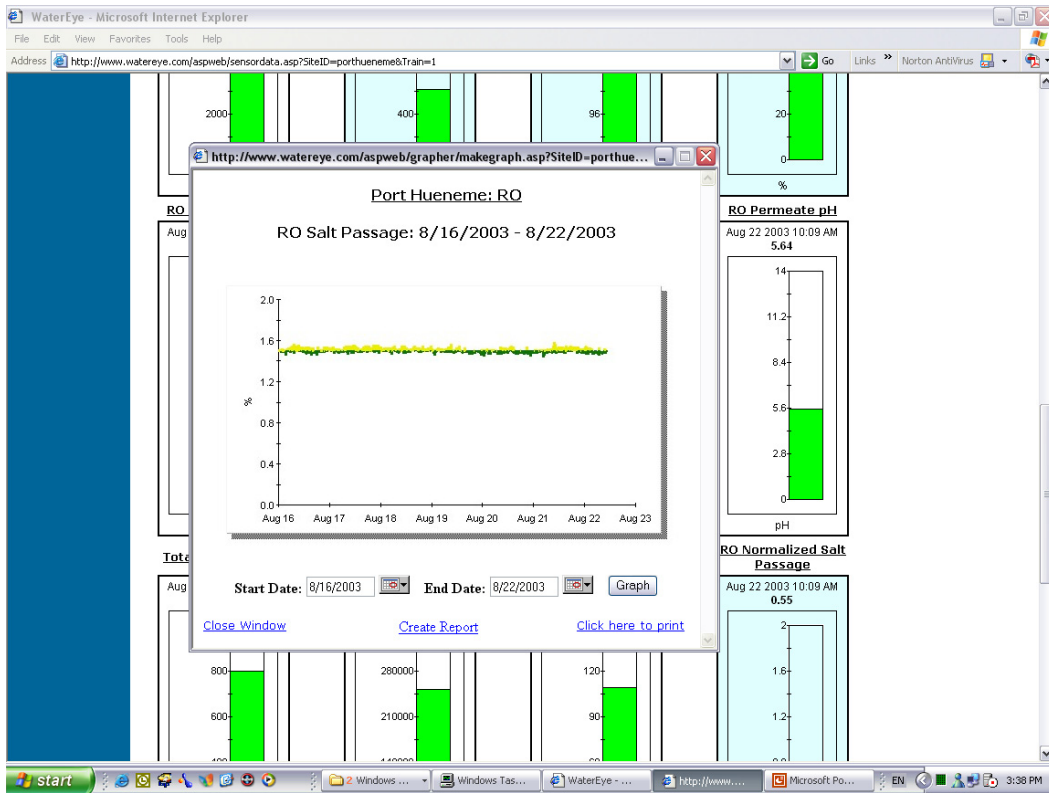 WaterEye - Microsoft Internet Explorer
File Edit View Favorites Tools Help
Address http://www.watereye.com/aspweb/sensordata.asp?SiteID=porthueneme&Train=1 Go Links » Norton AntiVirus
2000 400 96 20
0
%
http://www.watereye.com/aspweb/grapher/makegraph.asp?SiteID=porthue...
Port Hueneme: RO
RO Salt Passage: 8/16/2003 - 8/22/2003
2.0
1.6
1.2
%
0.8
0.4
0.0
Aug 16 Aug 17 Aug 18 Aug 19 Aug 20 Aug 21 Aug 22 Aug 23
Start Date: 8/16/2003 End Date: 8/22/2003 Graph
Close Window Create Report Click here to print
RO
Aug
RO Permeate pH
Aug 22 2003 10:09 AM
5.64
14
11.2
8.4
5.6
2.8
0
pH
Tota
Aug
RO Normalized Salt
Passage
Aug 22 2003 10:09 AM
0.55
2
1.6
1.2
800 280000 120
600 210000 90
start 2 Windows ... Windows Tas... WaterEye - ... http://www.... Microsoft Po... EN 3:38 PM